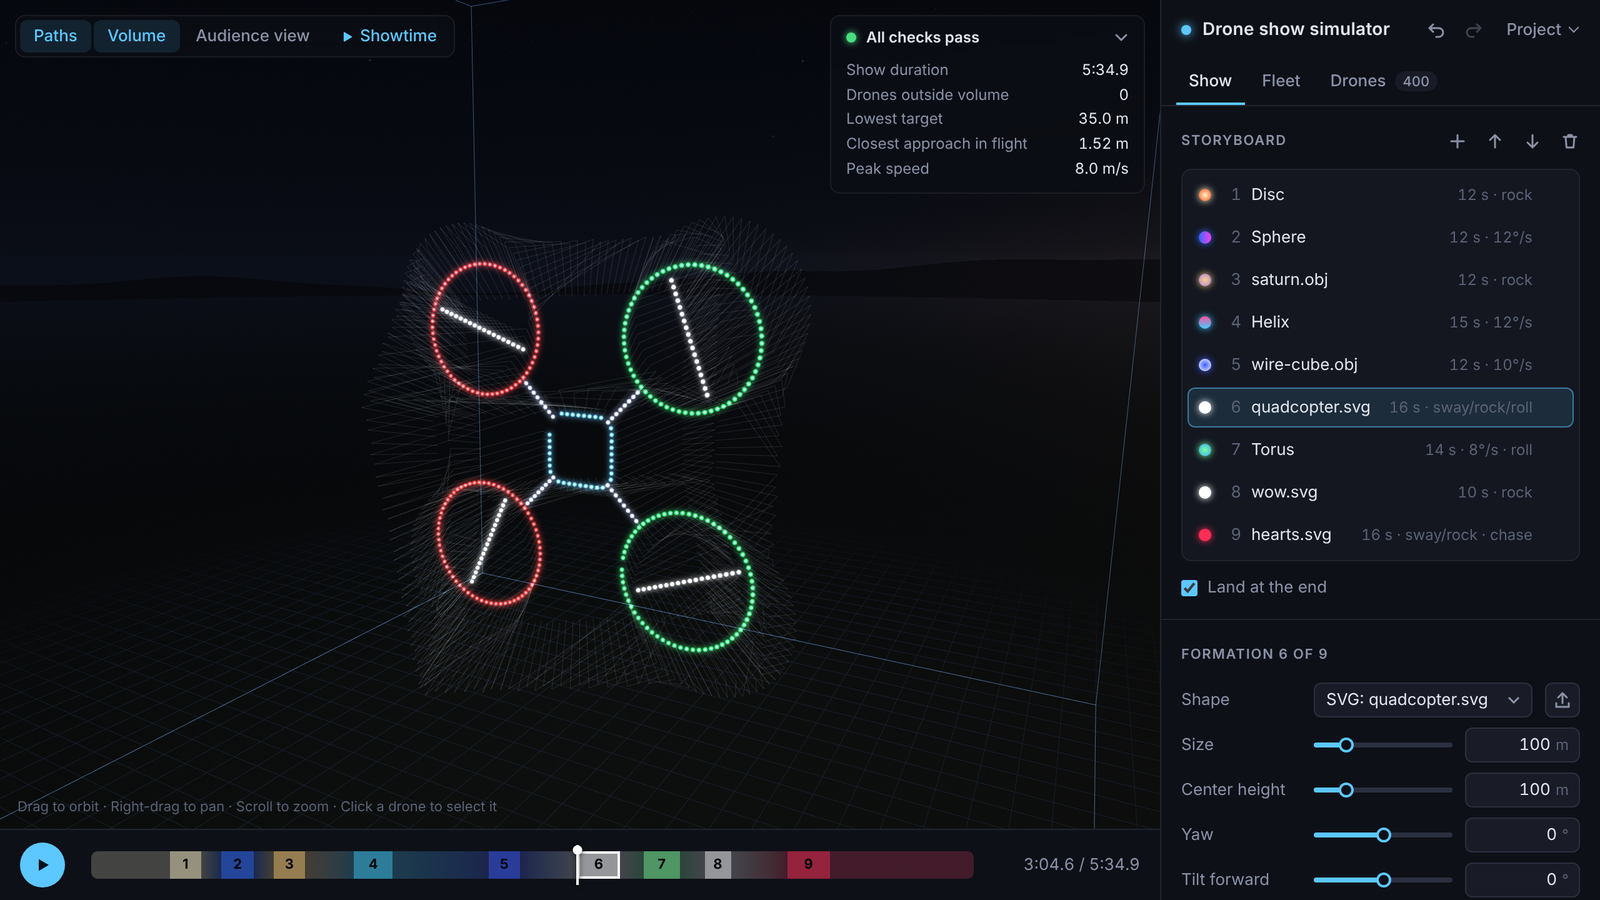 Paths Volume Audience view Showtime
All checks pass
Show duration 5:34.9
Drones outside volume 0
Lowest target 35.0 m
Closest approach in flight 1.52 m
Peak speed 8.0 m/s
Drag to orbit · Right-drag to pan · Scroll to zoom · Click a drone to select it
1 2 3 4 5 6 7 8 9
3:04.6 / 5:34.9
Drone show simulator Project
Show Fleet Drones 400
STORYBOARD
1 Disc 12 s · rock
2 Sphere 12 s · 12°/s
3 saturn.obj 12 s · rock
4 Helix 15 s · 12°/s
5 wire-cube.obj 12 s · 10°/s
6 quadcopter.svg 16 s · sway/rock/roll
7 Torus 14 s · 8°/s · roll
8 wow.svg 10 s · rock
9 hearts.svg 16 s · sway/rock · chase
Land at the end
FORMATION 6 OF 9
Shape SVG: quadcopter.svg
Size 100 m
Center height 100 m
Yaw 0 °
Tilt forward 0 °